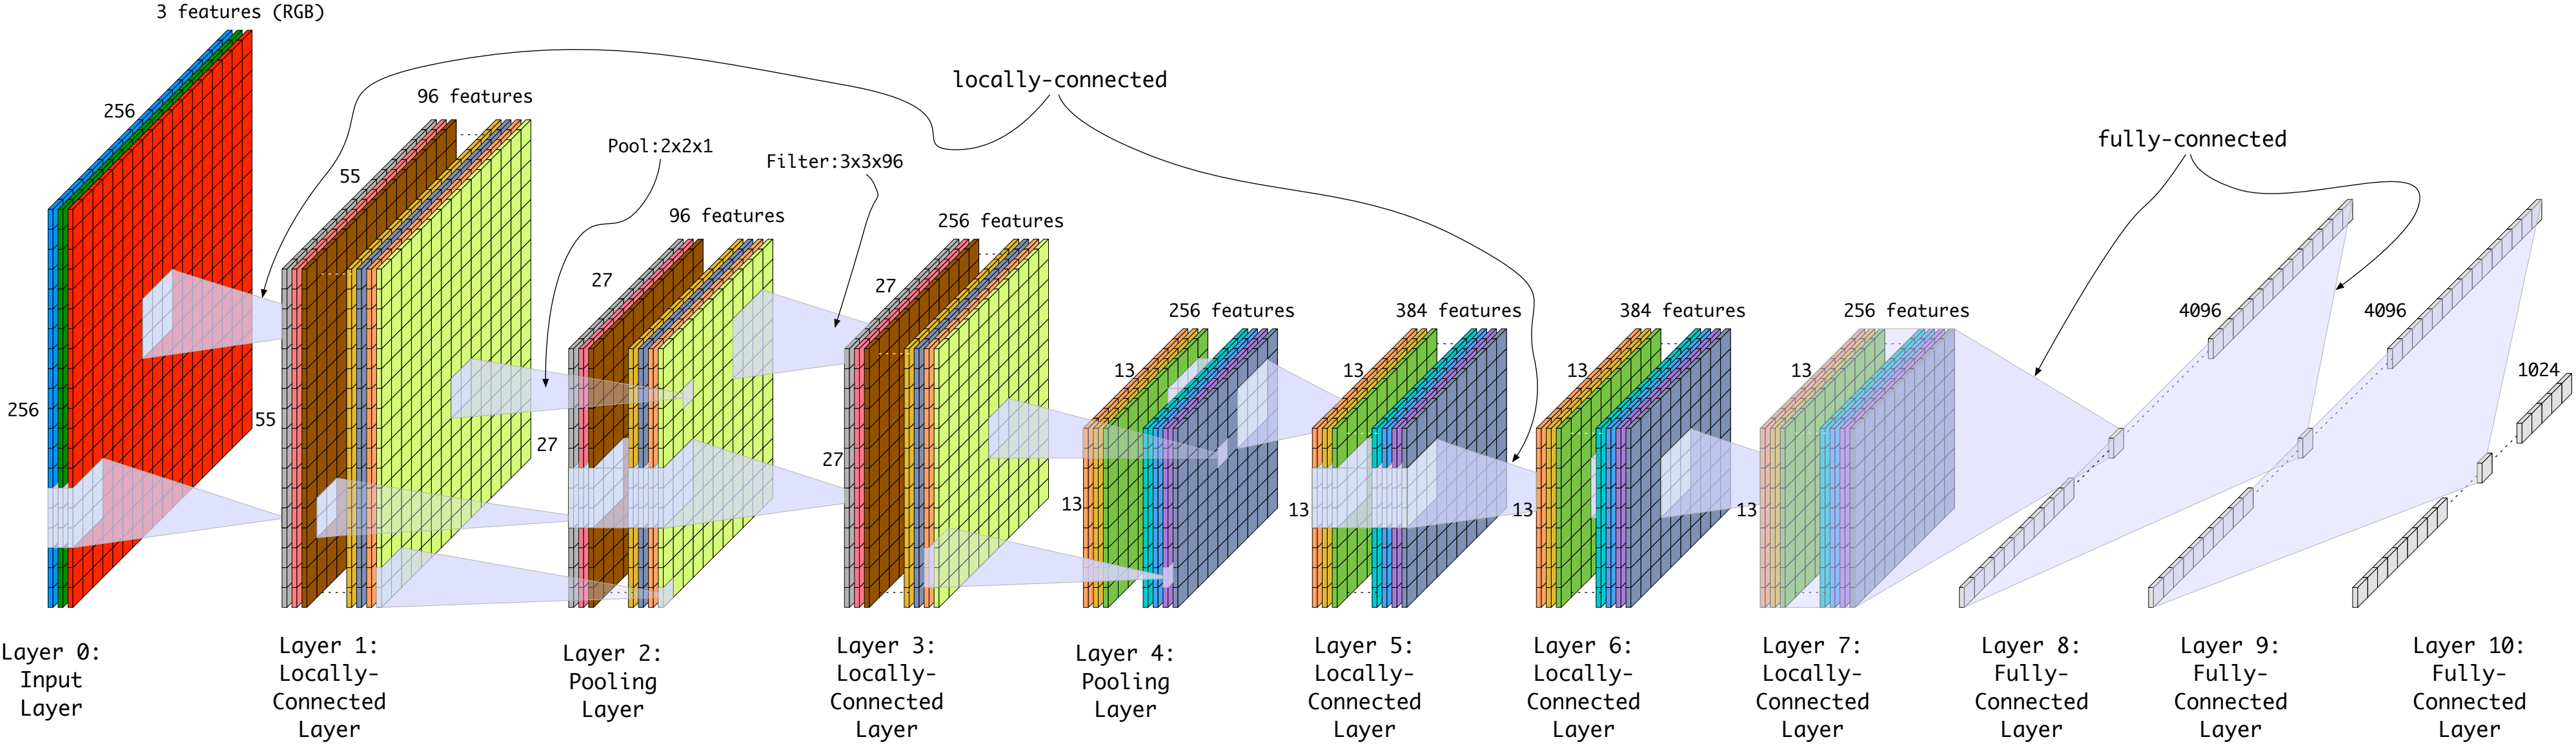 3 features (RGB)
256
256
96 features
55
55
Pool:2x2x1
Filter:3x3x96
locally-connected
fully-connected
96 features
27
27
256 features
27
27
256 features
13
13
384 features
13
13
384 features
13
13
256 features
13
13
4096
4096
1024
Layer 0:
Input
Layer
Layer 1:
Locally-
Connected
Layer
Layer 2:
Pooling
Layer
Layer 3:
Locally-
Connected
Layer
Layer 4:
Pooling
Layer
Layer 5:
Locally-
Connected
Layer
Layer 6:
Locally-
Connected
Layer
Layer 7:
Locally-
Connected
Layer
Layer 8:
Fully-
Connected
Layer
Layer 9:
Fully-
Connected
Layer
Layer 10:
Fully-
Connected
Layer